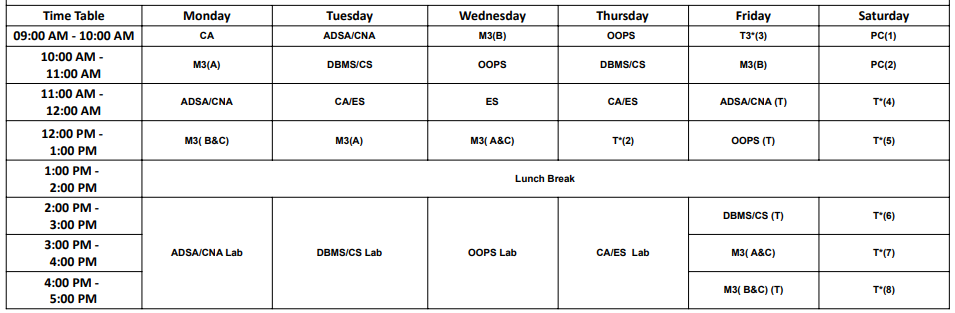 Time Table Monday Tuesday Wednesday Thursday Friday Saturday
09:00 AM - 10:00 AM CA ADSA/CNA M3(B) OOPS T3*(3) PC(1)
10:00 AM -
11:00 AM
M3(A) DBMS/CS OOPS DBMS/CS M3(B) PC(2)
11:00 AM -
12:00 AM
ADSA/CNA CA/ES ES CA/ES ADSA/CNA (T) T*(4)
12:00 PM -
1:00 PM
M3( B&C) M3(A) M3( A&C) T*(2) OOPS (T) T*(5)
1:00 PM -
2:00 PM
Lunch Break
2:00 PM -
3:00 PM
DBMS/CS (T) T*(6)
3:00 PM -
4:00 PM
ADSA/CNA Lab DBMS/CS Lab OOPS Lab CA/ES Lab M3( A&C) T*(7)
4:00 PM -
5:00 PM
M3( B&C) (T) T*(8)